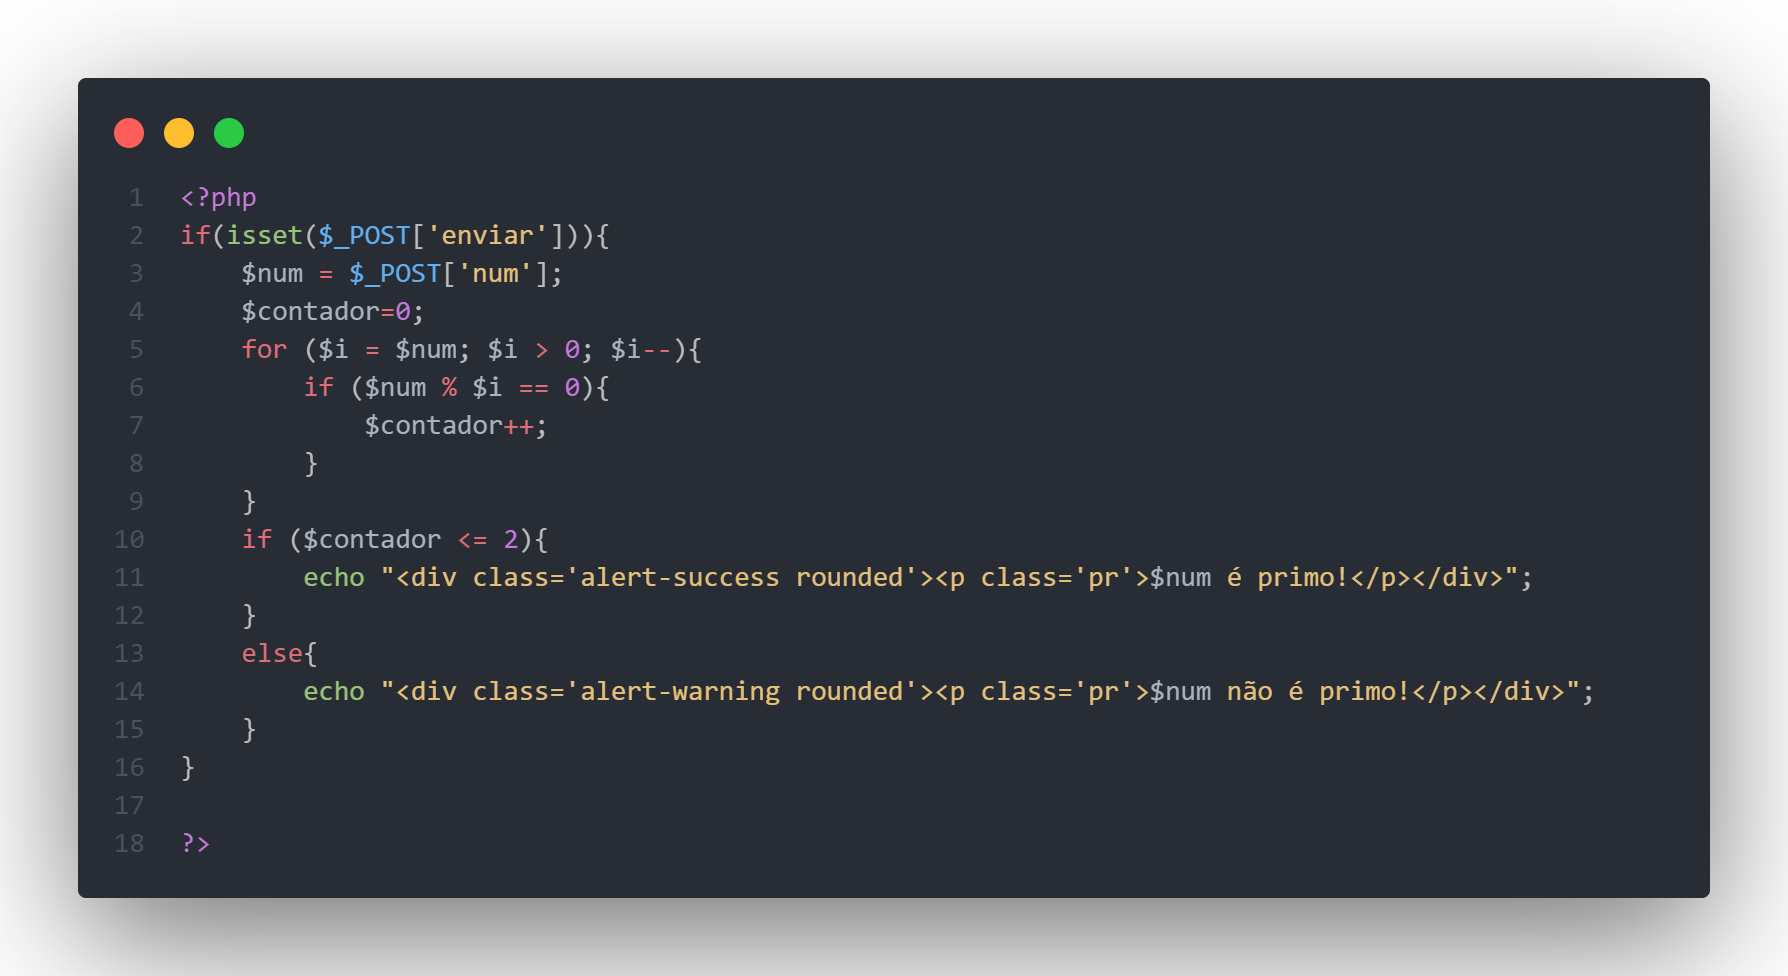 1 <?php
2 if(isset($_POST['enviar'])){
3     $num = $_POST['num'];
4     $contador=0;
5     for ($i = $num; $i > 0; $i--){
6         if ($num % $i == 0){
7             $contador++;
8         }
9     }
10     if ($contador <= 2){
11         echo "<div class='alert-success rounded'><p class='pr'>$num é primo!</p></div>";
12     }
13     else{
14         echo "<div class='alert-warning rounded'><p class='pr'>$num não é primo!</p></div>";
15     }
16 }
17
18 ?>